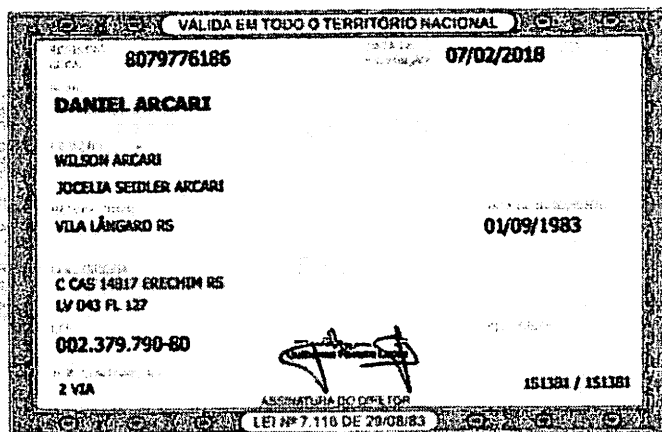 VÁLIDA EM TODO O TERRITÓRIO NACIONAL
8079776186 07/02/2018
DANIEL ARCARI
WILSON ARCARI
JOCELIA SEIDLER ARCARI
VILA LÂNGARO RS 01/09/1983
C CAS 14817 ERECHIM RS
LV 043 FL 127
002.379.790-80
2 VIA 151381 / 151381
ASSINATURA DO DIRETOR
LEI Nº 7.116 DE 29/08/83